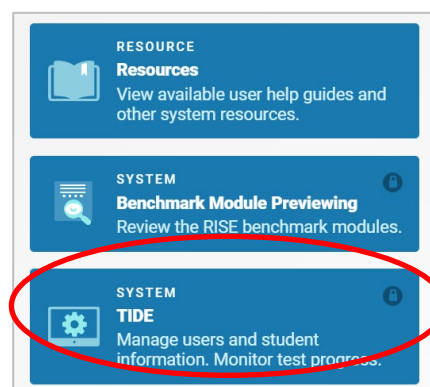 RESOURCE
Resources
View available user help guides and
other system resources.
SYSTEM
Benchmark Module Previewing
Review the RISE benchmark modules.
SYSTEM
TIDE
Manage users and student
information. Monitor test progress.